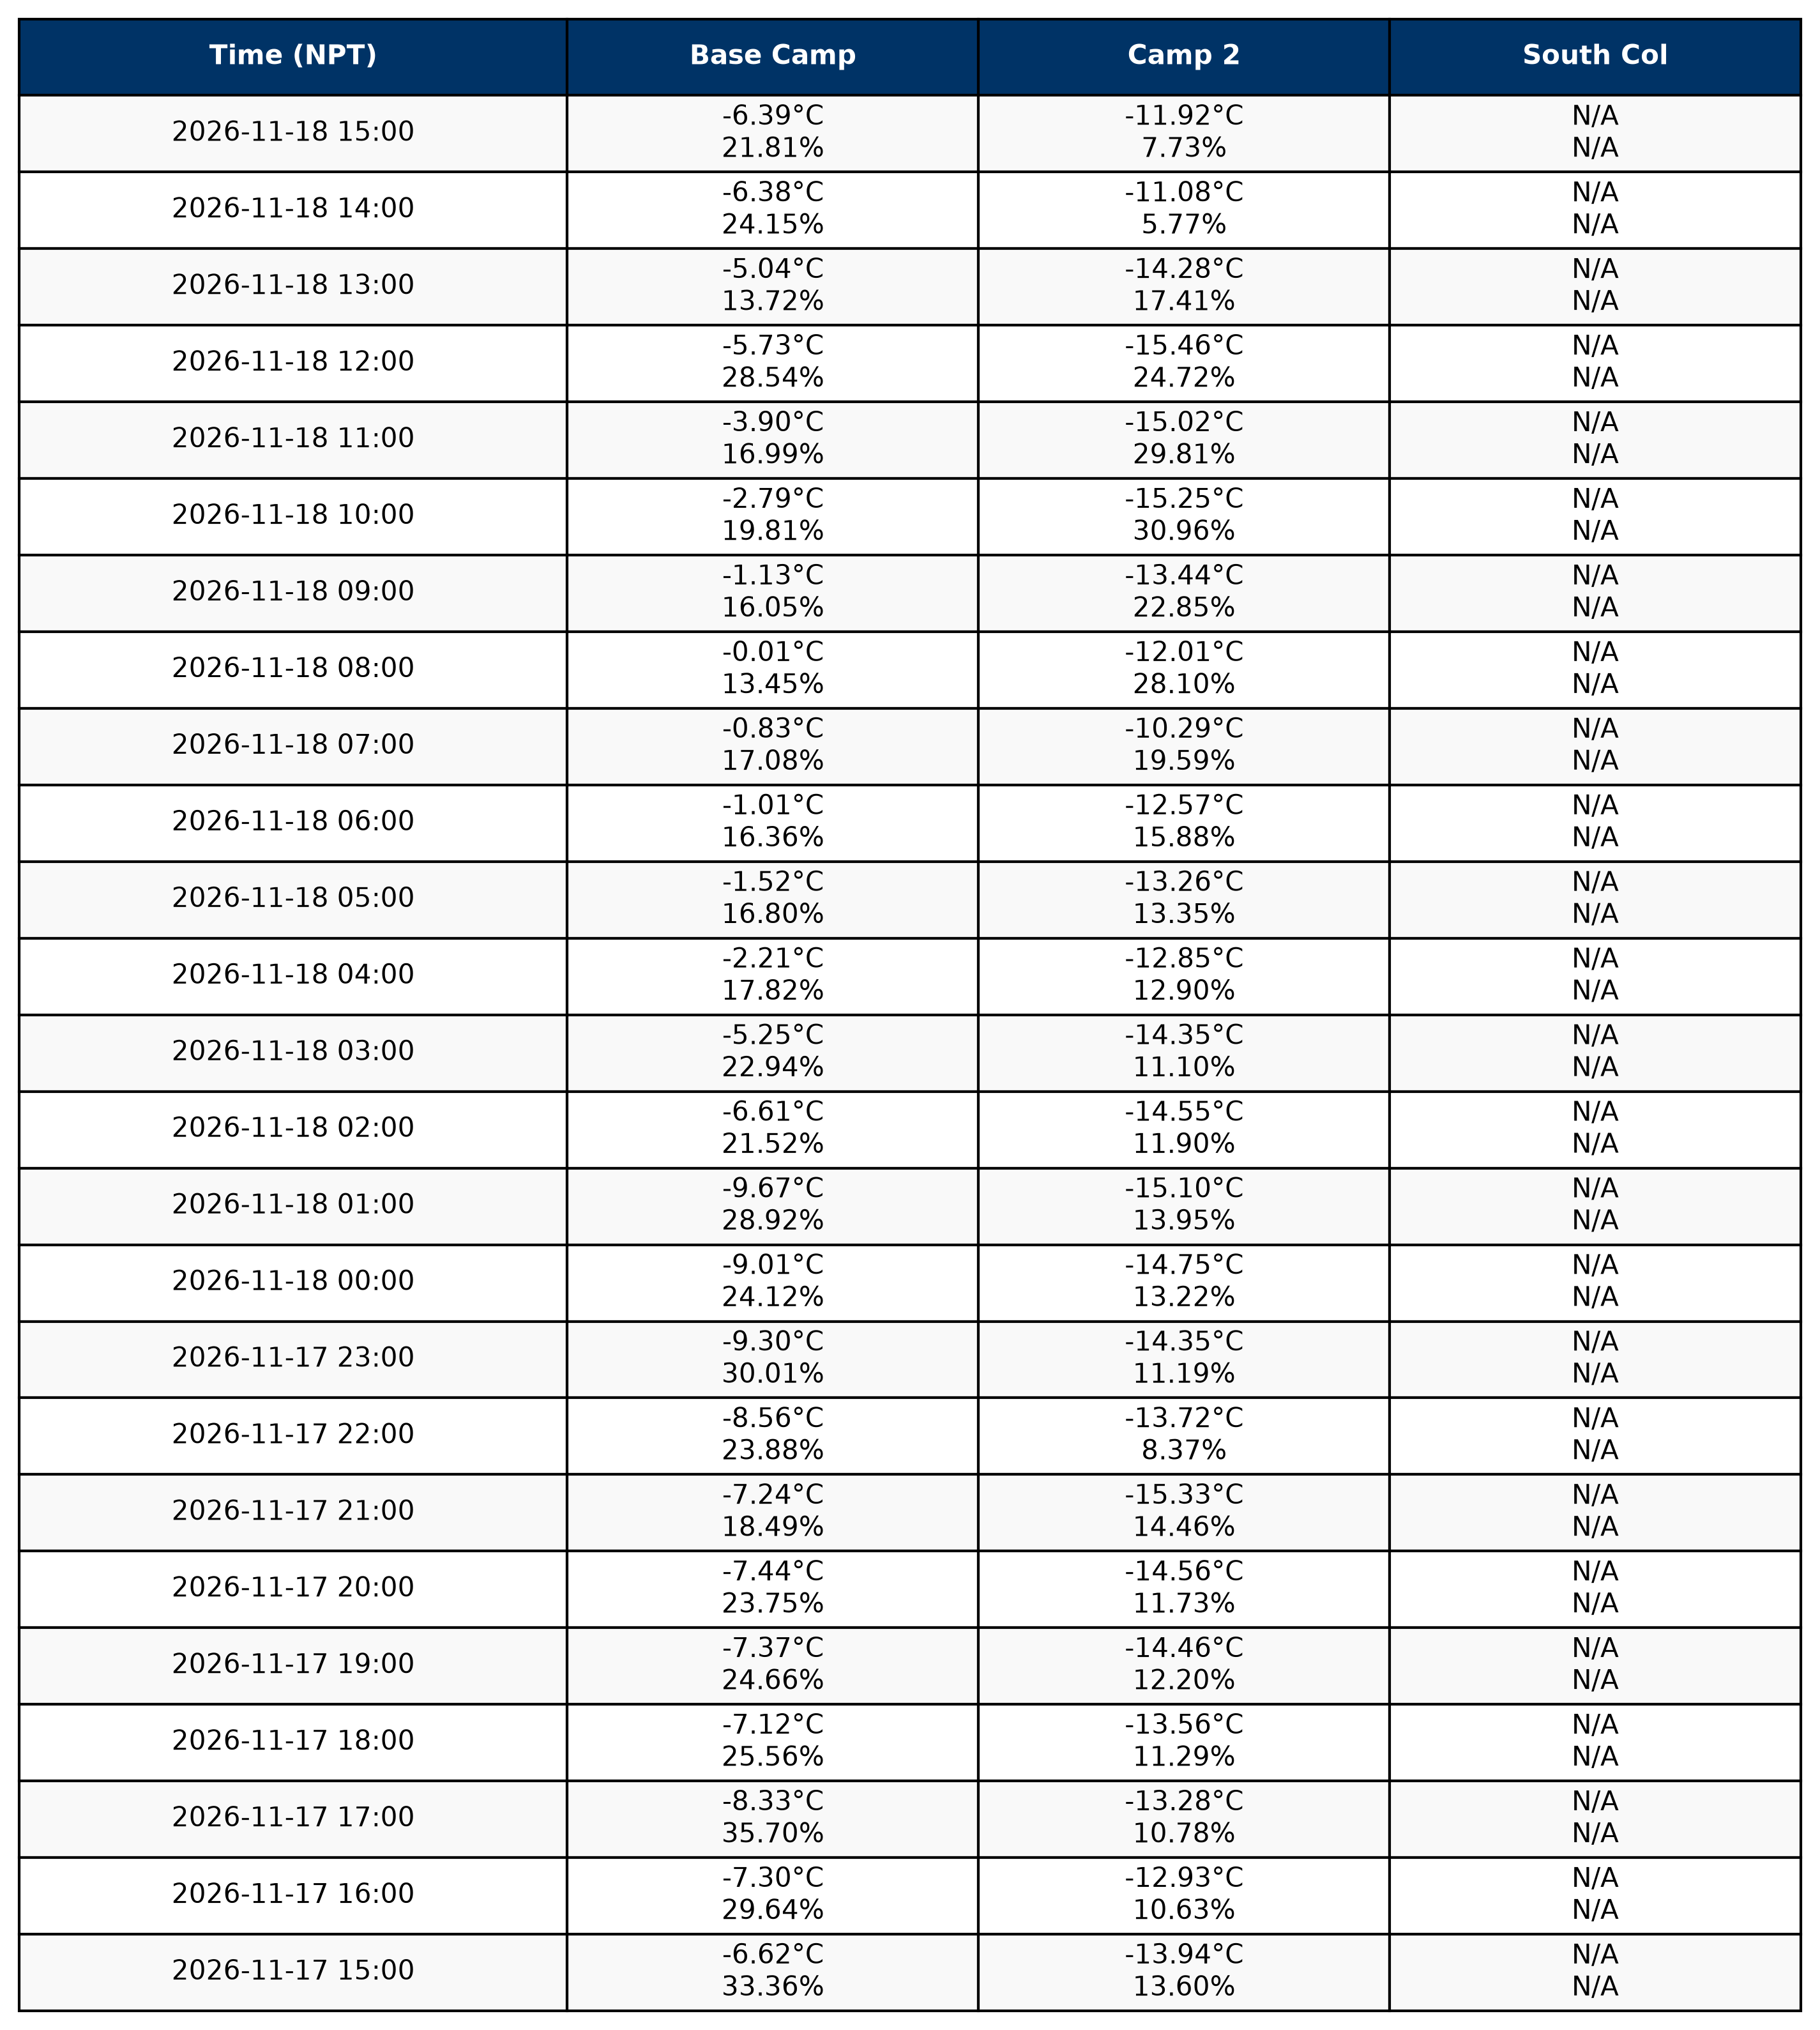 Time (NPT) Base Camp Camp 2 South Col
2026-11-18 15:00 -6.39°C -11.92°C N/A
21.81% 7.73% N/A
2026-11-18 14:00 -6.38°C -11.08°C N/A
24.15% 5.77% N/A
2026-11-18 13:00 -5.04°C -14.28°C N/A
13.72% 17.41% N/A
2026-11-18 12:00 -5.73°C -15.46°C N/A
28.54% 24.72% N/A
2026-11-18 11:00 -3.90°C -15.02°C N/A
16.99% 29.81% N/A
2026-11-18 10:00 -2.79°C -15.25°C N/A
19.81% 30.96% N/A
2026-11-18 09:00 -1.13°C -13.44°C N/A
16.05% 22.85% N/A
2026-11-18 08:00 -0.01°C -12.01°C N/A
13.45% 28.10% N/A
2026-11-18 07:00 -0.83°C -10.29°C N/A
17.08% 19.59% N/A
2026-11-18 06:00 -1.01°C -12.57°C N/A
16.36% 15.88% N/A
2026-11-18 05:00 -1.52°C -13.26°C N/A
16.80% 13.35% N/A
2026-11-18 04:00 -2.21°C -12.85°C N/A
17.82% 12.90% N/A
2026-11-18 03:00 -5.25°C -14.35°C N/A
22.94% 11.10% N/A
2026-11-18 02:00 -6.61°C -14.55°C N/A
21.52% 11.90% N/A
2026-11-18 01:00 -9.67°C -15.10°C N/A
28.92% 13.95% N/A
2026-11-18 00:00 -9.01°C -14.75°C N/A
24.12% 13.22% N/A
2026-11-17 23:00 -9.30°C -14.35°C N/A
30.01% 11.19% N/A
2026-11-17 22:00 -8.56°C -13.72°C N/A
23.88% 8.37% N/A
2026-11-17 21:00 -7.24°C -15.33°C N/A
18.49% 14.46% N/A
2026-11-17 20:00 -7.44°C -14.56°C N/A
23.75% 11.73% N/A
2026-11-17 19:00 -7.37°C -14.46°C N/A
24.66% 12.20% N/A
2026-11-17 18:00 -7.12°C -13.56°C N/A
25.56% 11.29% N/A
2026-11-17 17:00 -8.33°C -13.28°C N/A
35.70% 10.78% N/A
2026-11-17 16:00 -7.30°C -12.93°C N/A
29.64% 10.63% N/A
2026-11-17 15:00 -6.62°C -13.94°C N/A
33.36% 13.60% N/A